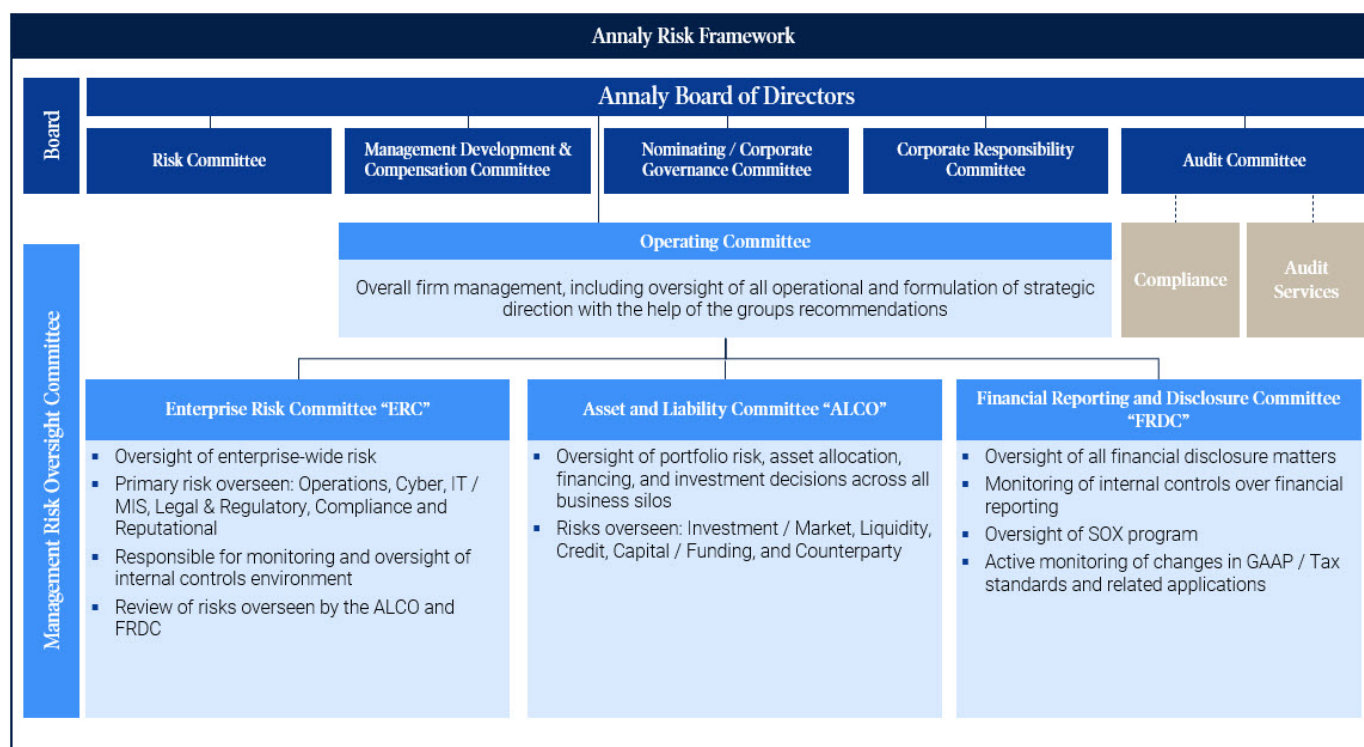 Annaly Risk Framework
Board
Annaly Board of Directors
Risk Committee
Management Development &
Compensation Committee
Nominating / Corporate
Governance Committee
Corporate Responsibility
Committee
Audit Committee
Management Risk Oversight Committee
Operating Committee
Overall firm management, including oversight of all operational and formulation of strategic
direction with the help of the groups recommendations
Compliance
Audit
Services
Enterprise Risk Committee “ERC”
▪ Oversight of enterprise-wide risk
▪ Primary risk overseen: Operations, Cyber, IT /
MIS, Legal & Regulatory, Compliance and
Reputational
▪ Responsible for monitoring and oversight of
internal controls environment
▪ Review of risks overseen by the ALCO and
FRDC
Asset and Liability Committee “ALCO”
▪ Oversight of portfolio risk, asset allocation,
financing, and investment decisions across all
business silos
▪ Risks overseen: Investment / Market, Liquidity,
Credit, Capital / Funding, and Counterparty
Financial Reporting and Disclosure Committee
“FRDC”
▪ Oversight of all financial disclosure matters
▪ Monitoring of internal controls over financial
reporting
▪ Oversight of SOX program
▪ Active monitoring of changes in GAAP / Tax
standards and related applications